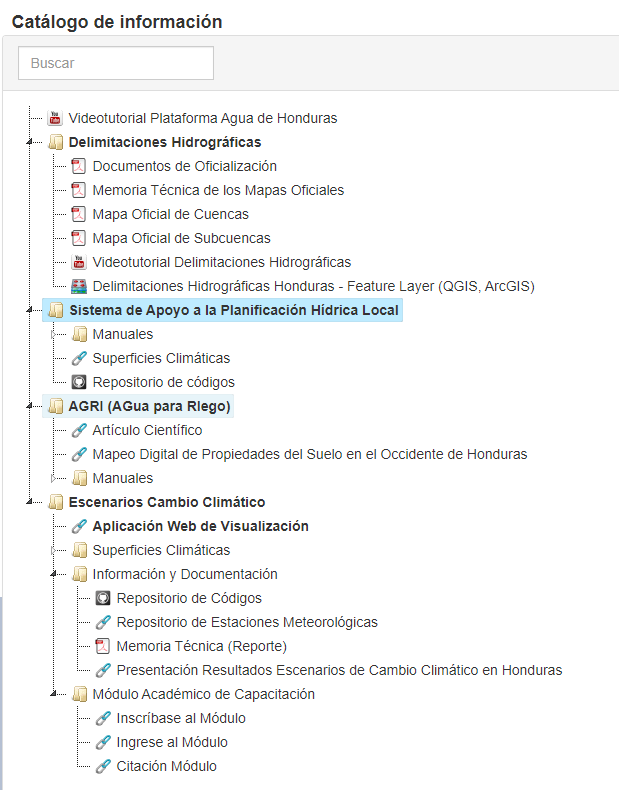 Catálogo de información
Buscar
Videotutorial Plataforma Agua de Honduras
Delimitaciones Hidrográficas
Documentos de Oficialización
Memoria Técnica de los Mapas Oficiales
Mapa Oficial de Cuencas
Mapa Oficial de Subcuencas
Videotutorial Delimitaciones Hidrográficas
Delimitaciones Hidrográficas Honduras - Feature Layer (QGIS, ArcGIS)
Sistema de Apoyo a la Planificación Hídrica Local
Manuales
Superficies Climáticas
Repositorio de códigos
AGRI (AGua para RIego)
Artículo Científico
Mapeo Digital de Propiedades del Suelo en el Occidente de Honduras
Manuales
Escenarios Cambio Climático
Aplicación Web de Visualización
Superficies Climáticas
Información y Documentación
Repositorio de Códigos
Repositorio de Estaciones Meteorológicas
Memoria Técnica (Reporte)
Presentación Resultados Escenarios de Cambio Climático en Honduras
Módulo Académico de Capacitación
Inscríbase al Módulo
Ingrese al Módulo
Citación Módulo